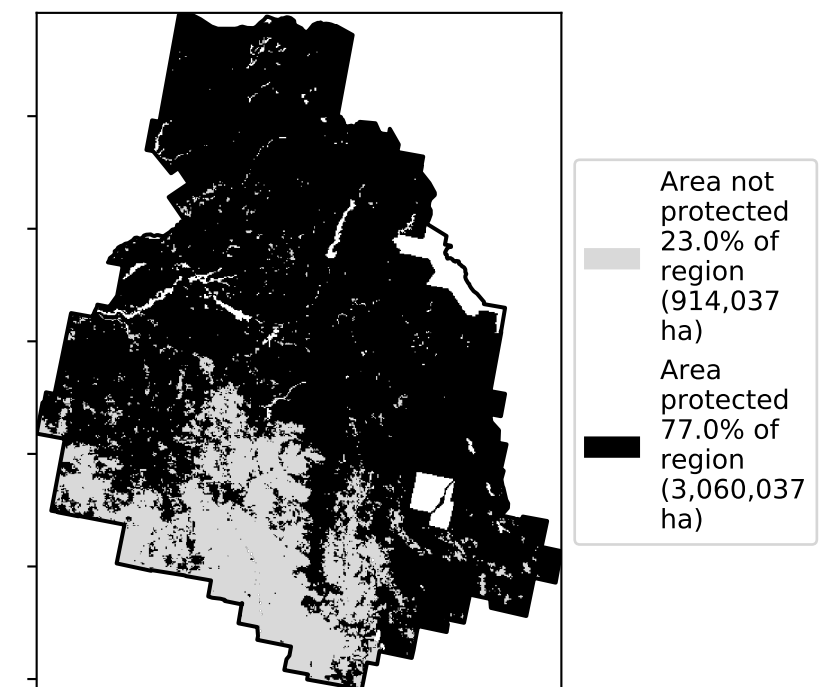 Area not
protected
23.0% of
region
(914,037
ha)
Area
protected
77.0% of
region
(3,060,037
ha)